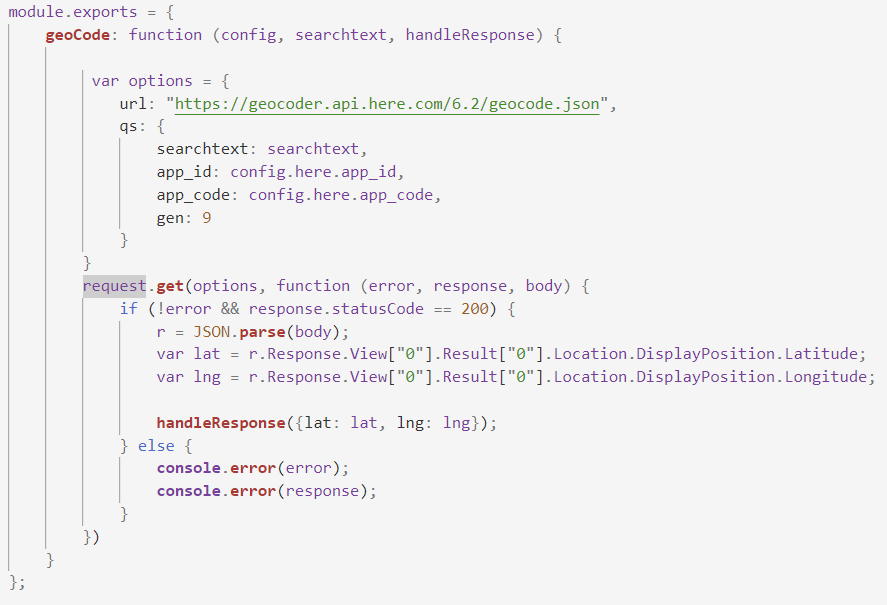 module.exports = {
    geoCode: function (config, searchtext, handleResponse) {

         var options = {
            url: "https://geocoder.api.here.com/6.2/geocode.json",
            qs: {
                searchtext: searchtext,
                app_id: config.here.app_id,
                app_code: config.here.app_code,
                gen: 9
            }
        }
        request.get(options, function (error, response, body) {
            if (!error && response.statusCode == 200) {
                r = JSON.parse(body);
                var lat = r.Response.View["0"].Result["0"].Location.DisplayPosition.Latitude;
                var lng = r.Response.View["0"].Result["0"].Location.DisplayPosition.Longitude;

                handleResponse({lat: lat, lng: lng});
            } else {
                console.error(error);
                console.error(response);
            }
        })
    }
};